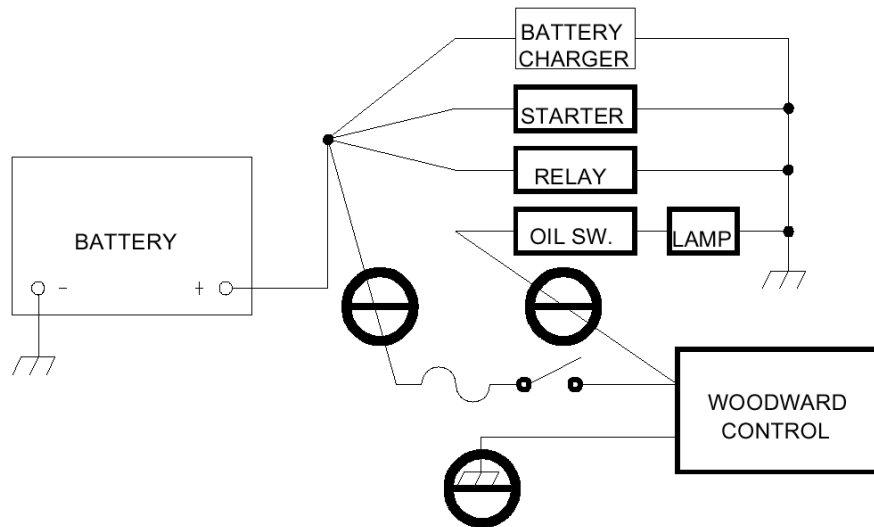 BATTERY
CHARGER
STARTER
RELAY
OIL SW.
LAMP
BATTERY
-
+
WOODWARD
CONTROL